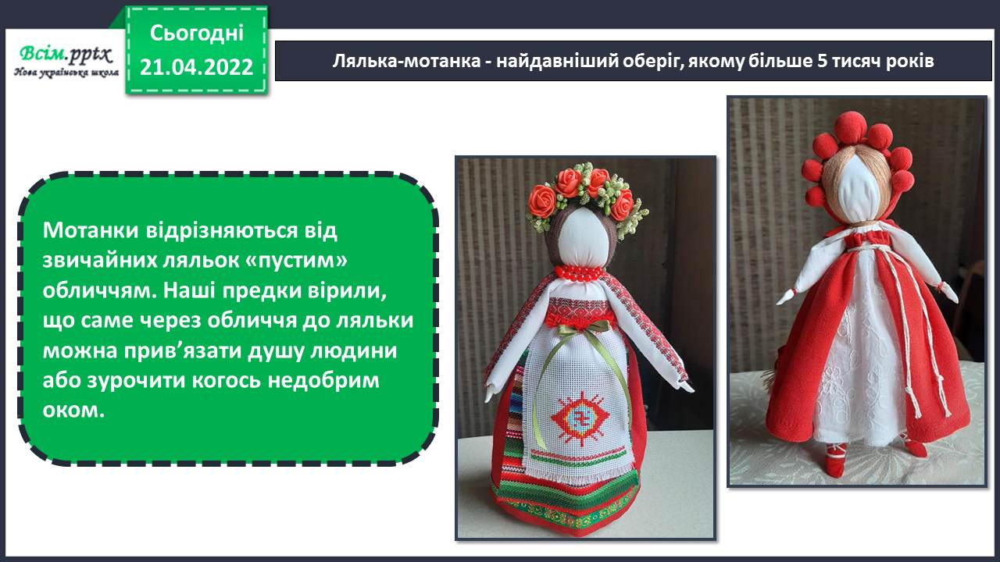 Всім.pptx
Нова українська школа
Сьогодні
21.04.2022
Лялька-мотанка - найдавніший оберіг, якому більше 5 тисяч років
Мотанки відрізняються від
звичайних ляльок «пустим»
обличчям. Наші предки вірили,
що саме через обличчя до ляльки
можна прив’язати душу людини
або зурочити когось недобрим
оком.